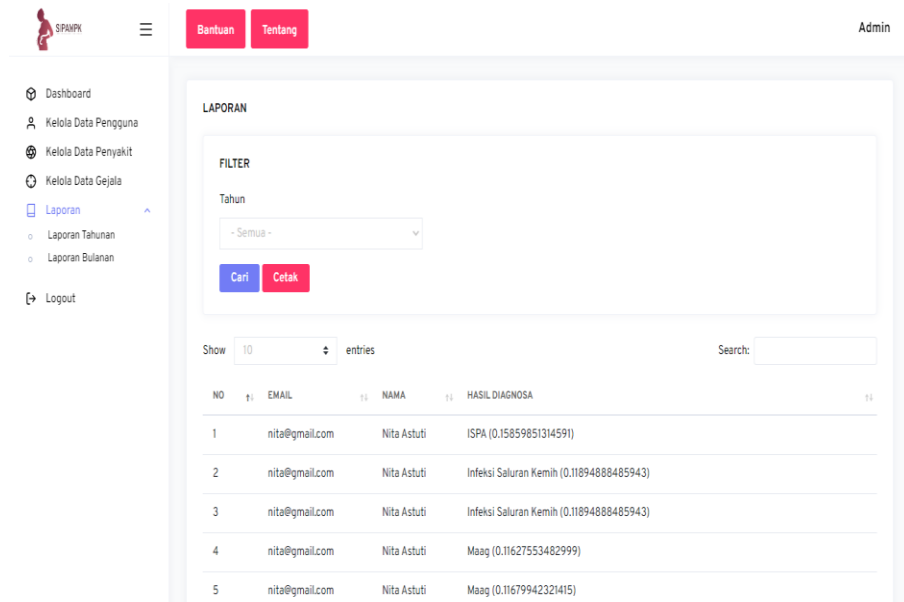 SIPAHPK
Bantuan
Tentang
Admin
Dashboard
Kelola Data Pengguna
Kelola Data Penyakit
Kelola Data Gejala
Laporan
Laporan Tahunan
Laporan Bulanan
Logout
LAPORAN
FILTER
Tahun
- Semua -
Cari
Cetak
Show 10 entries
Search:
NO EMAIL NAMA HASIL DIAGNOSA
1 nita@gmail.com Nita Astuti ISPA (0.15859851314591)
2 nita@gmail.com Nita Astuti Infeksi Saluran Kemih (0.11894888485943)
3 nita@gmail.com Nita Astuti Infeksi Saluran Kemih (0.11894888485943)
4 nita@gmail.com Nita Astuti Maag (0.11627553482999)
5 nita@gmail.com Nita Astuti Maag (0.11679942321415)